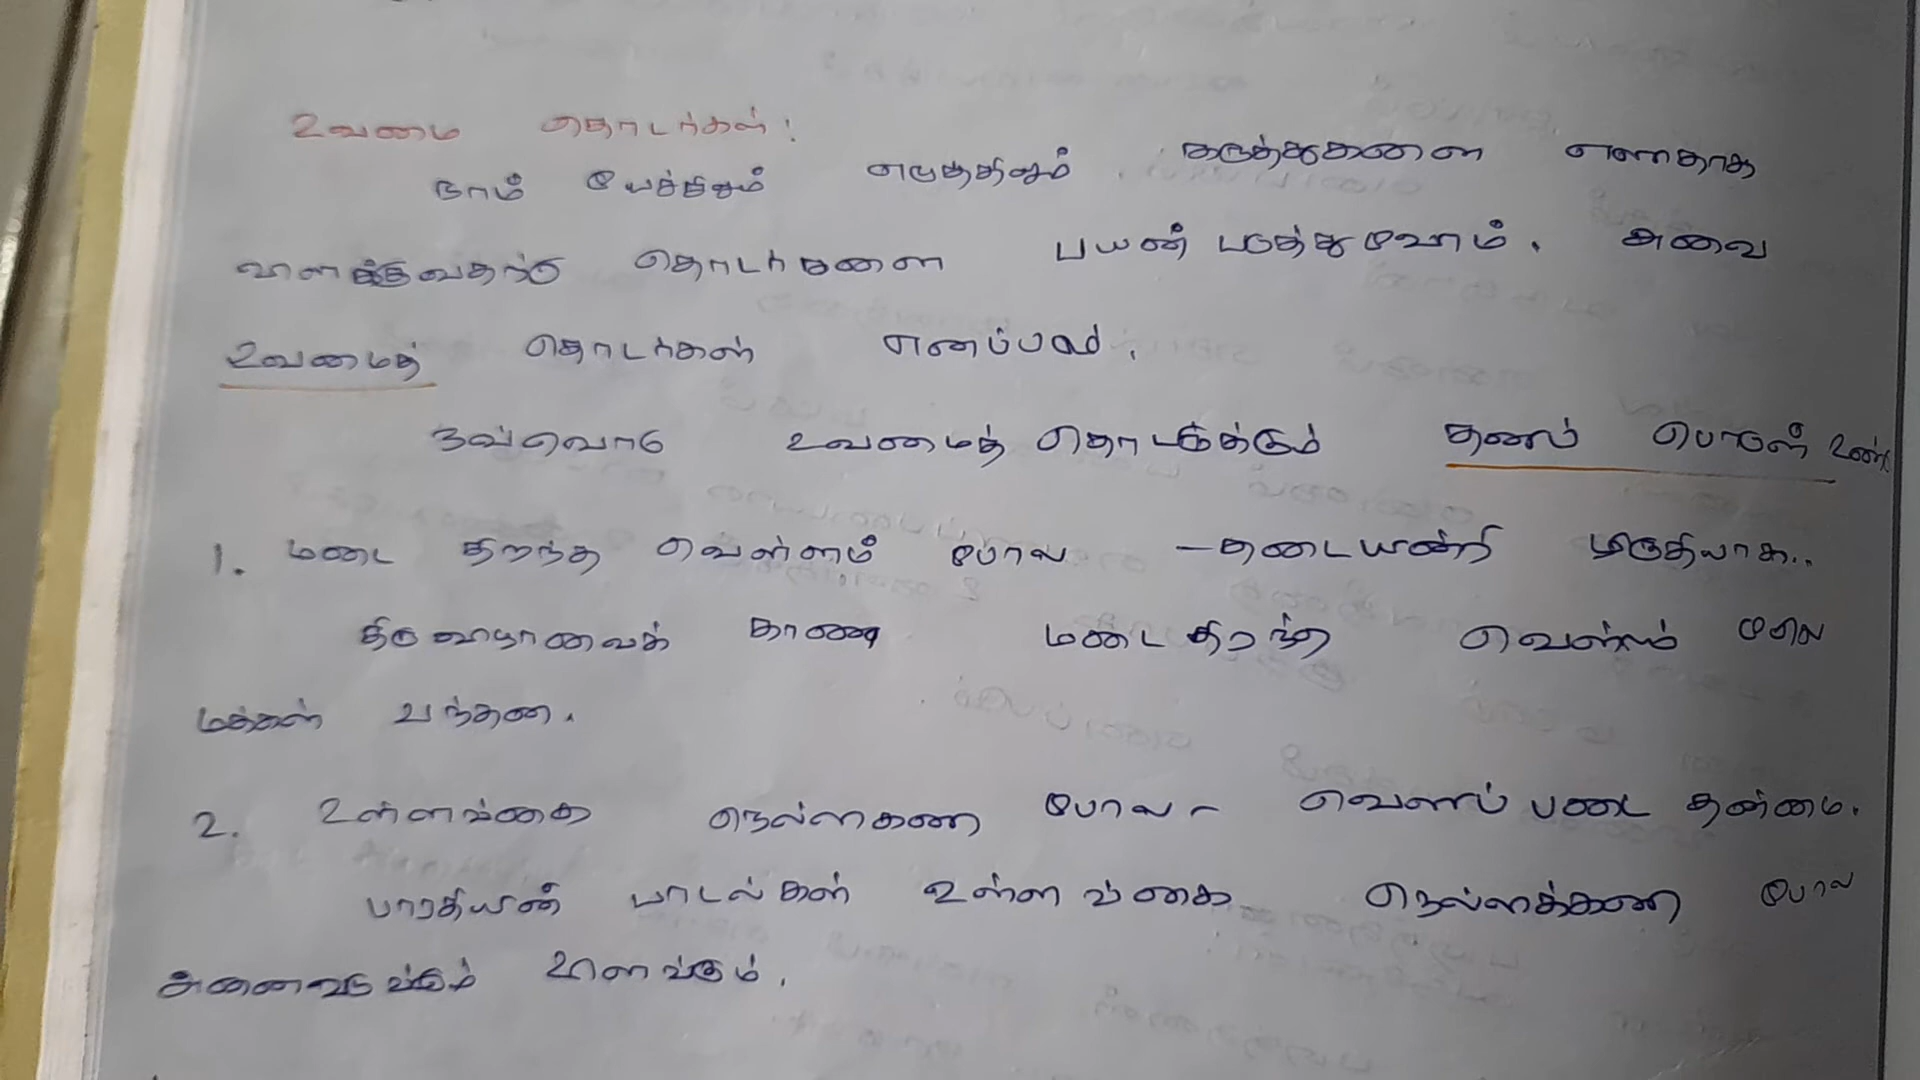 உவமை தொடர்கள்:
நாம் பேச்சிலும் எழுத்திலும் கருத்துகளை எளிதாக
விளக்குவதற்கு தொடர்களை பயன் படுத்துவோம். அவை
உவமைத் தொடர்கள் எனப்படும்.
ஒவ்வொரு உவமைத் தொடருக்கும் தனிப் பொருள் உண்டு
1. மடை திறந்த வெள்ளம் போல - தடையின்றி மிகுதியாக..
திருவிழாவைக் காண மடை திறந்த வெள்ளம் போல
மக்கள் வந்தன.
2. உள்ளங்கை நெல்லிகனி போல - வெளிப் படை தன்மை.
பாரதியின் பாடல்கள் உள்ளங்கை நெல்லிக்கனி போல
அனைவருக்கும் விளங்கும்.